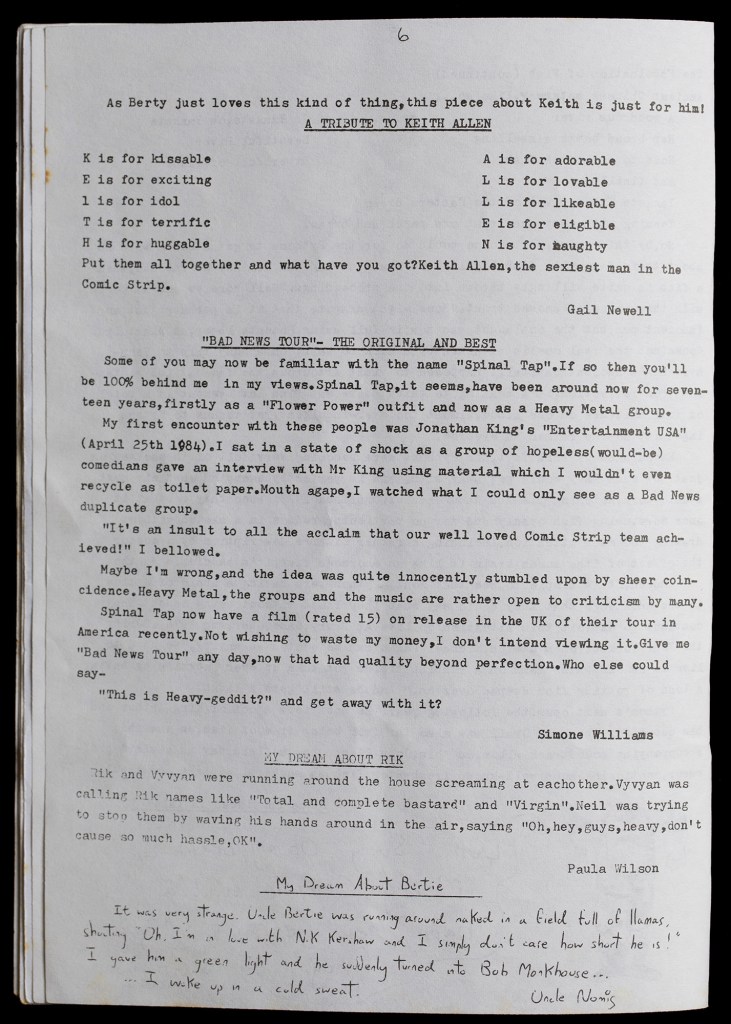 6
As Berty just loves this kind of thing,this piece about Keith is just for him!
A TRIBUTE TO KEITH ALLEN
K is for kissable
E is for exciting
l is for idol
T is for terrific
H is for huggable
A is for adorable
L is for lovable
L is for likeable
E is for eligible
N is for naughty
Put them all together and what have you got?Keith Allen,the sexiest man in the
Comic Strip.
Gail Newell
"BAD NEWS TOUR"- THE ORIGINAL AND BEST
Some of you may now be familiar with the name "Spinal Tap".If so then you'll
be 100% behind me in my views.Spinal Tap,it seems,have been around now for seven-
teen years,firstly as a "Flower Power" outfit and now as a Heavy Metal group.
My first encounter with these people was Jonathan King's "Entertainment USA"
(April 25th 1984).I sat in a state of shock as a group of hopeless(would-be)
comedians gave an interview with Mr King using material which I wouldn't even
recycle as toilet paper.Mouth agape,I watched what I could only see as a Bad News
duplicate group.
"It's an insult to all the acclaim that our well loved Comic Strip team ach-
ieved!" I bellowed.
Maybe I'm wrong,and the idea was quite innocently stumbled upon by sheer coin-
cidence.Heavy Metal,the groups and the music are rather open to criticism by many.
Spinal Tap now have a film (rated 15) on release in the UK of their tour in
America recently.Not wishing to waste my money,I don't intend viewing it.Give me
"Bad News Tour" any day,now that had quality beyond perfection.Who else could
say-
"This is Heavy-geddit?" and get away with it?
Simone Williams
MY DREAM ABOUT RIK
Rik and Vyvyan were running around the house screaming at eachother.Vyvyan was
calling Rik names like "Total and complete bastard" and "Virgin".Neil was trying
to stop them by waving his hands around in the air,saying "Oh,hey,guys,heavy,don't
cause so much hassle,OK".
Paula Wilson
My Dream About Bertie
It was very strange. Uncle Bertie was running around naked in a field full of llamas,
shouting "Oh, I'm in love with N.K Kershaw and I simply don't care how short he is!"
I gave him a green light and he suddenly turned into Bob Monkhouse...
... I woke up in a cold sweat.
Uncle Nomis